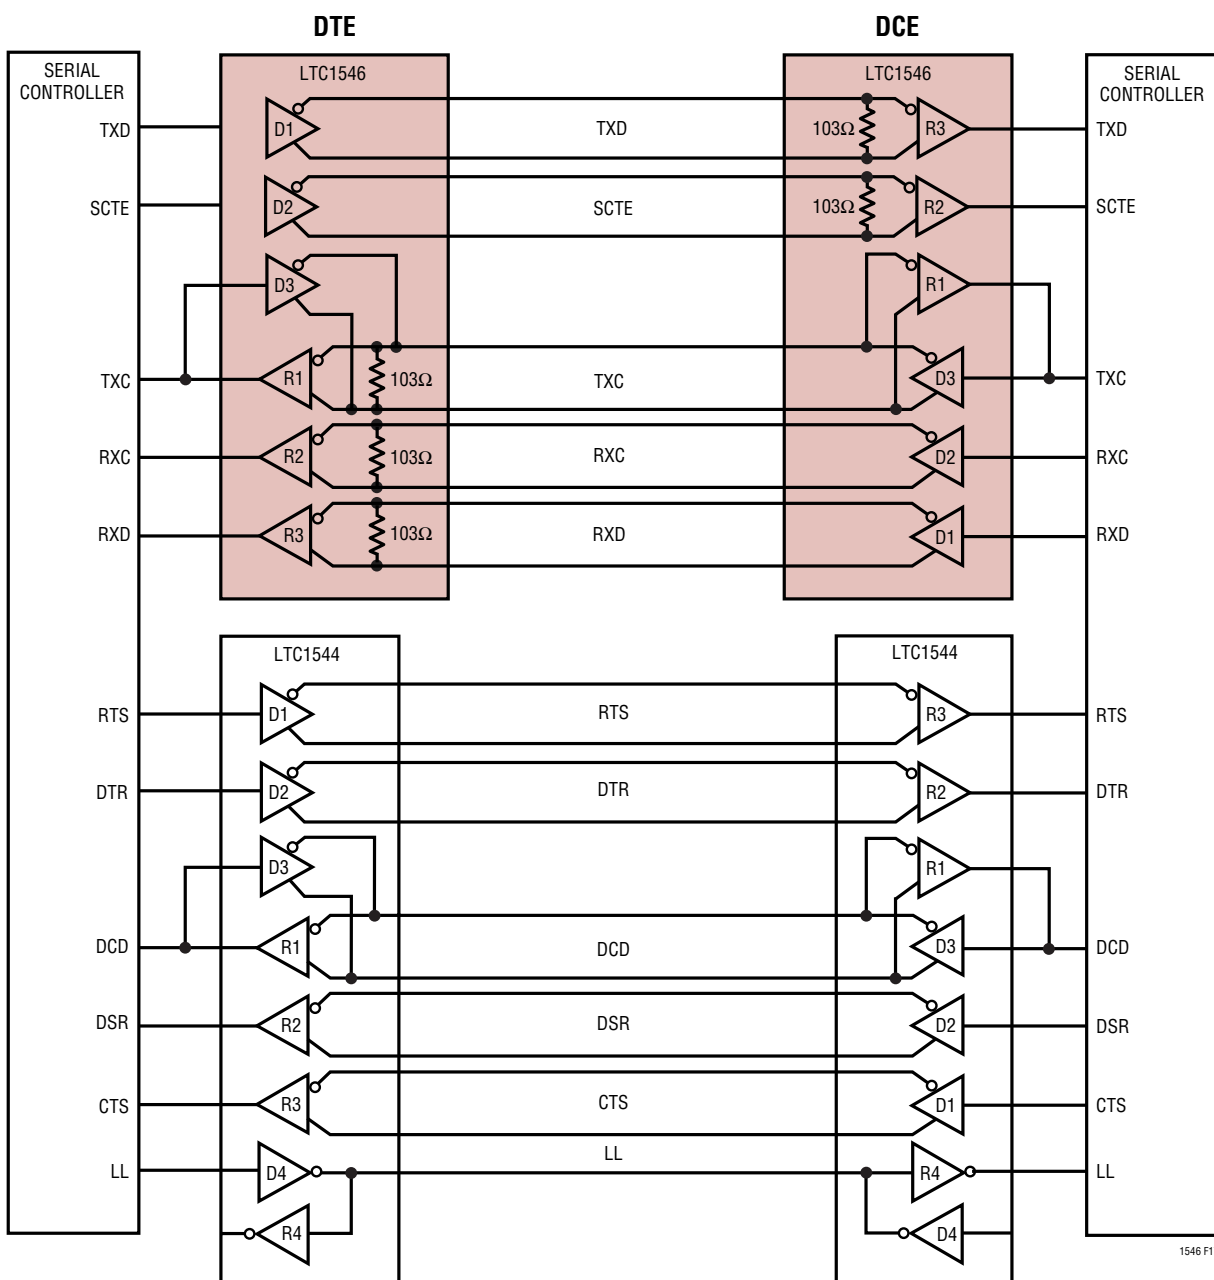 DTE DCE
SERIAL CONTROLLER
LTC1546
LTC1546
SERIAL CONTROLLER
TXD
D1
TXD
103Ω
R3
TXD
SCTE
D2
SCTE
103Ω
R2
SCTE
D3
R1
TXC
R1
103Ω
TXC
D3
TXC
RXC
R2
103Ω
RXC
D2
RXC
RXD
R3
103Ω
RXD
D1
RXD
LTC1544
LTC1544
RTS
D1
RTS
R3
RTS
DTR
D2
DTR
R2
DTR
D3
R1
DCD
R1
DCD
D3
DCD
DSR
R2
DSR
D2
DSR
CTS
R3
CTS
D1
CTS
LL
D4
LL
R4
LL
R4
D4
1546 F1